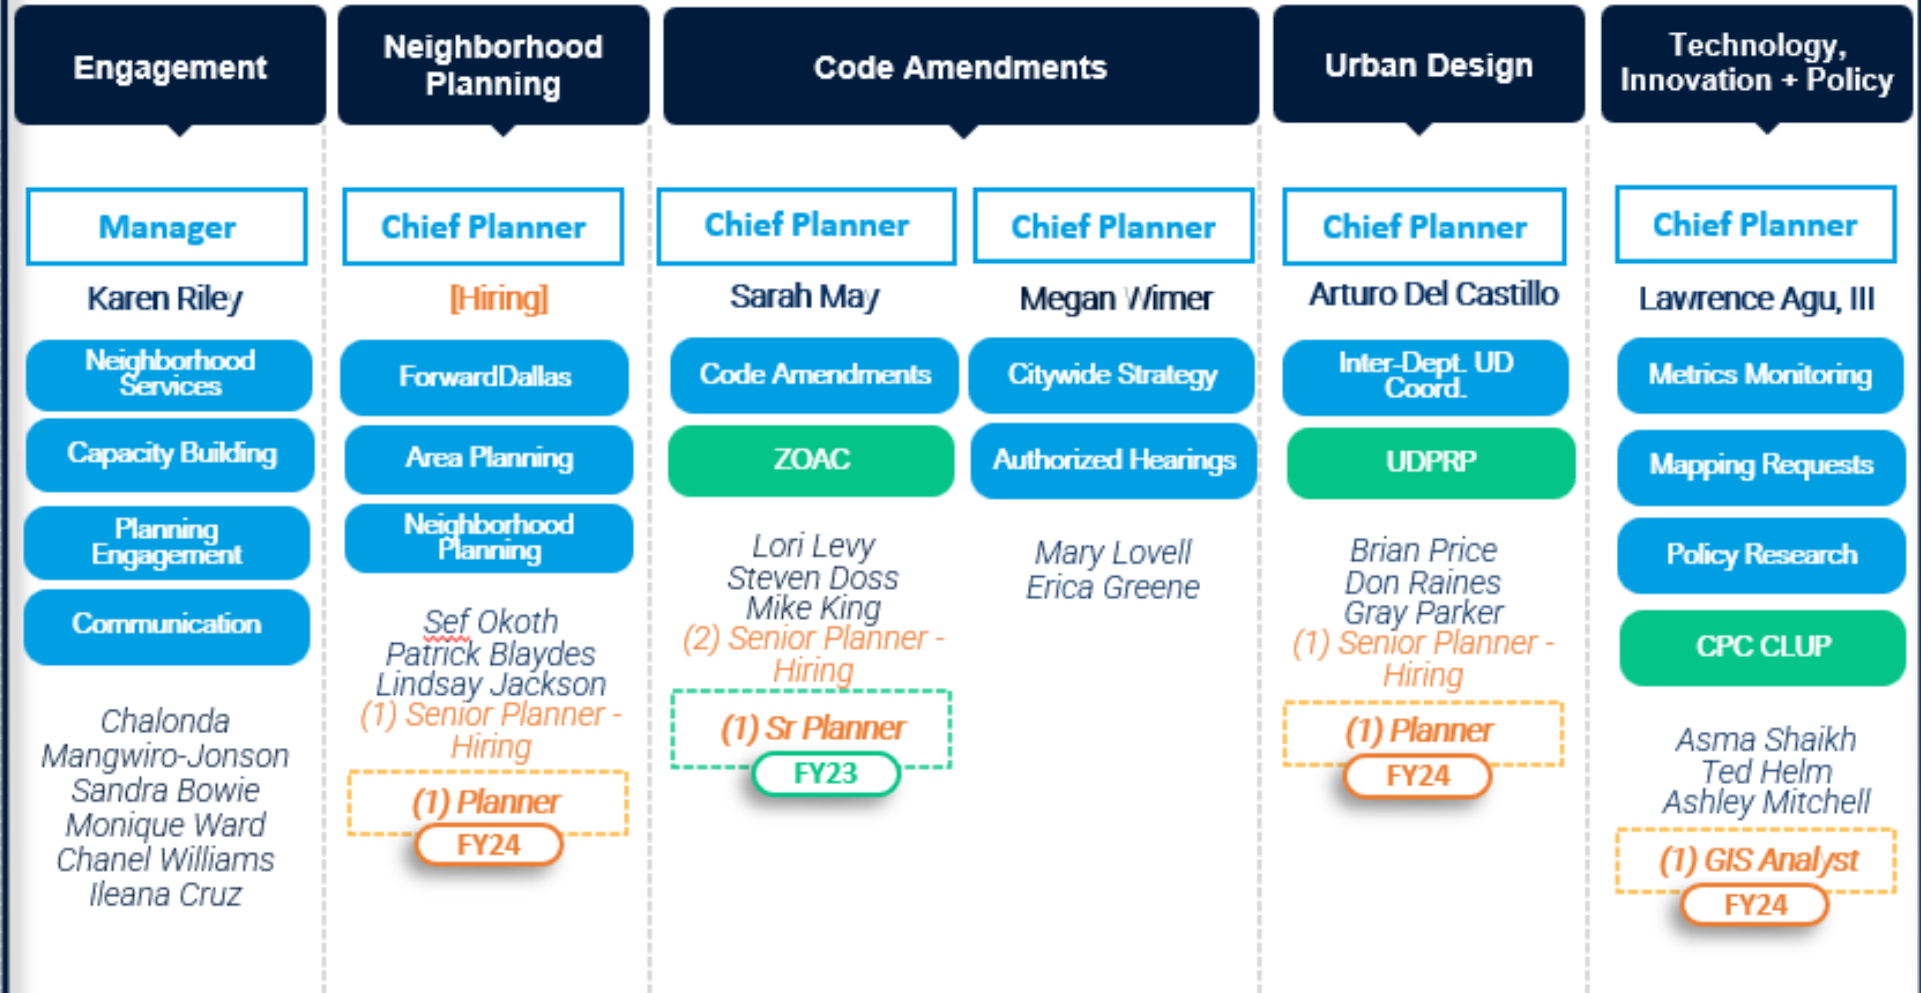 Engagement
Manager
Karen Riley
Neighborhood
Services
Capacity Building
Planning
Engagement
Communication
Chalonda
Mangwiro-Jonson
Sandra Bowie
Monique Ward
Chanel Williams
Ileana Cruz
Neighborhood
Planning
Chief Planner
[Hiring]
ForwardDallas
Area Planning
Neighborhood
Planning
Sef Okoth
Patrick Blaydes
Lindsay Jackson
(1) Senior Planner -
Hiring
(1) Planner
FY24
Code Amendments
Chief Planner
Sarah May
Code Amendments
ZOAC
Lori Levy
Steven Doss
Mike King
(2) Senior Planner -
Hiring
(1) Sr Planner
FY23
Chief Planner
Megan Wimer
Citywide Strategy
Authorized Hearings
Mary Lovell
Erica Greene
Urban Design
Chief Planner
Arturo Del Castillo
Inter-Dept. UD
Coord.
UDPRP
Brian Price
Don Raines
Gray Parker
(1) Senior Planner -
Hiring
(1) Planner
FY24
Technology,
Innovation + Policy
Chief Planner
Lawrence Agu, III
Metrics Monitoring
Mapping Requests
Policy Research
CPC CLUP
Asma Shaikh
Ted Helm
Ashley Mitchell
(1) GIS Analyst
FY24